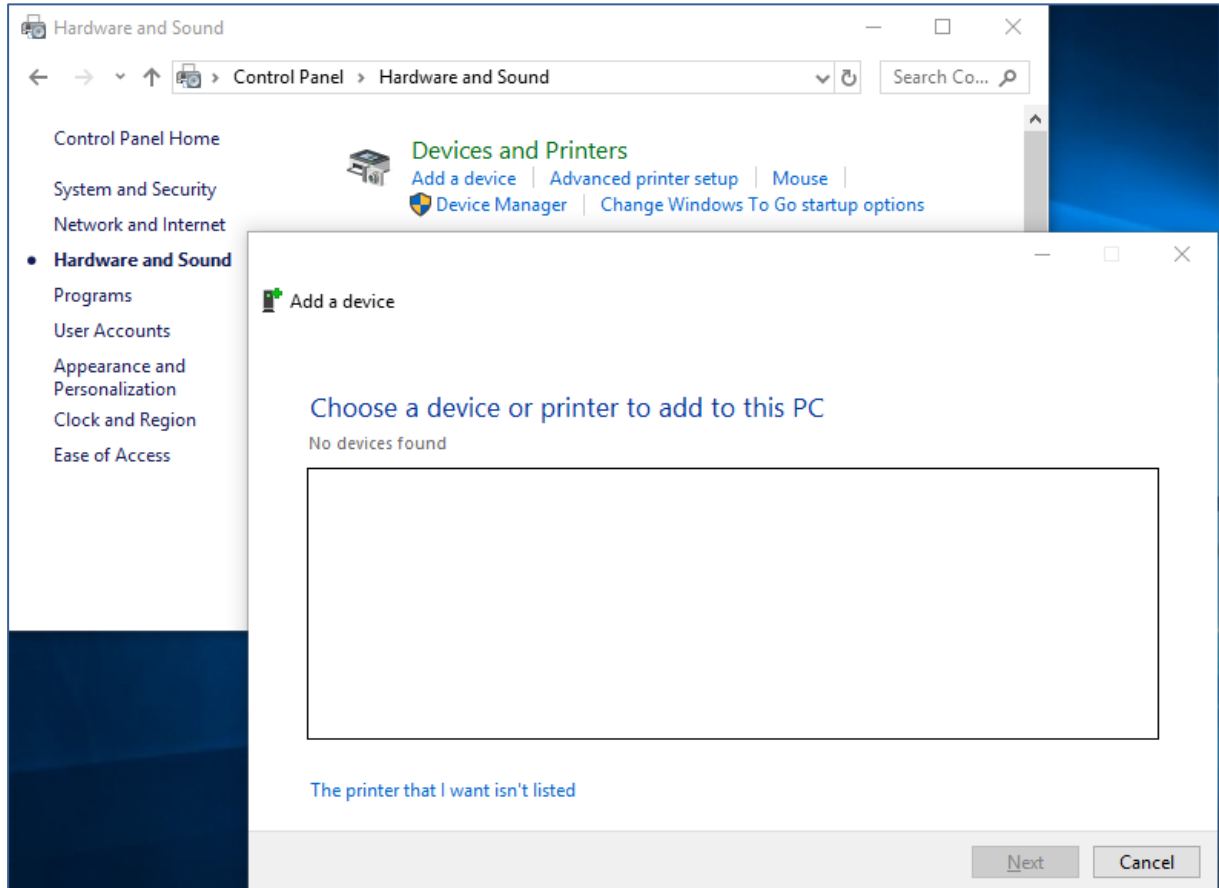 Hardware and Sound
Control Panel > Hardware and Sound
Search Co...
Control Panel Home
System and Security
Network and Internet
Hardware and Sound
Programs
User Accounts
Appearance and
Personalization
Clock and Region
Ease of Access
Devices and Printers
Add a device | Advanced printer setup | Mouse |
Device Manager | Change Windows To Go startup options
Add a device
Choose a device or printer to add to this PC
No devices found
The printer that I want isn't listed
Next
Cancel